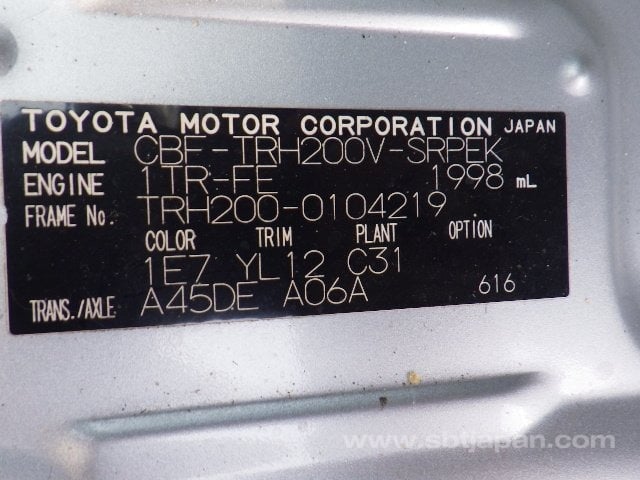 TOYOTA MOTOR CORPORATION JAPAN
MODEL CBF-TRH200V-SRPEK
ENGINE 1TR-FE 1998 mL
FRAME No. TRH200-0104219
COLOR TRIM PLANT OPTION
1E7 YL12 C31
TRANS./AXLE A45DE A06A 616
www.sbtjapan.com